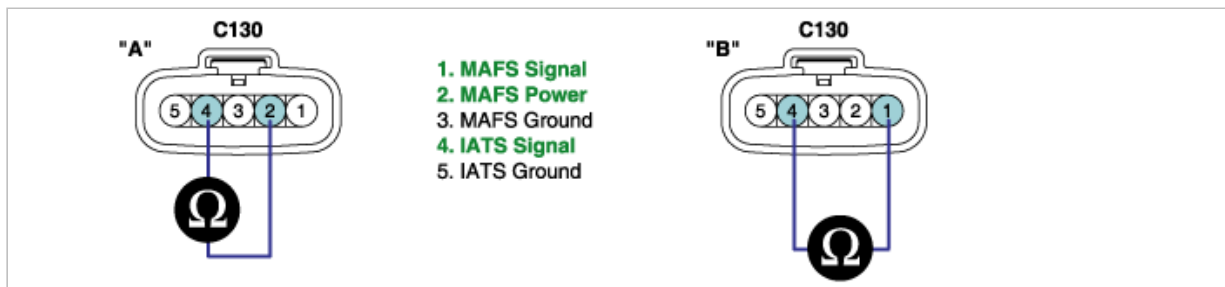 C130
"A"
5 4 3 2 1
Ω
1. MAFS Signal
2. MAFS Power
3. MAFS Ground
4. IATS Signal
5. IATS Ground
C130
"B"
5 4 3 2 1
Ω